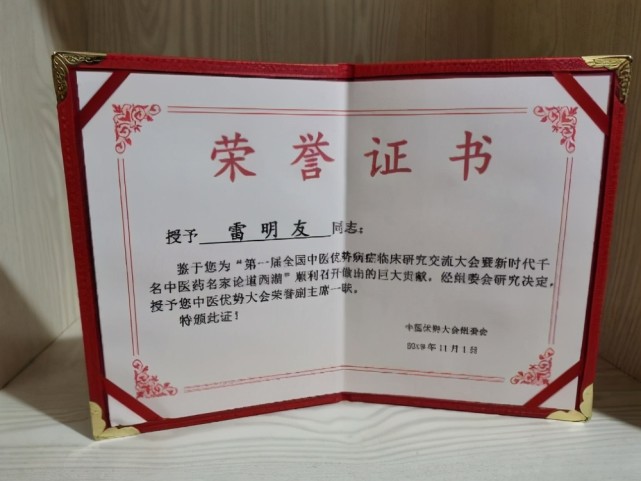 荣誉证书
授予 雷明友 同志：
鉴于您为“第一届全国中医优势病症临床研究交流大会暨新时代千
名中医药名家论道西湖”顺利召开做出的巨大贡献，经组委会研究决定，
授予您中医优势大会荣誉副主席一职。
特颁此证！
中医优势大会组委会
2019年11月1日